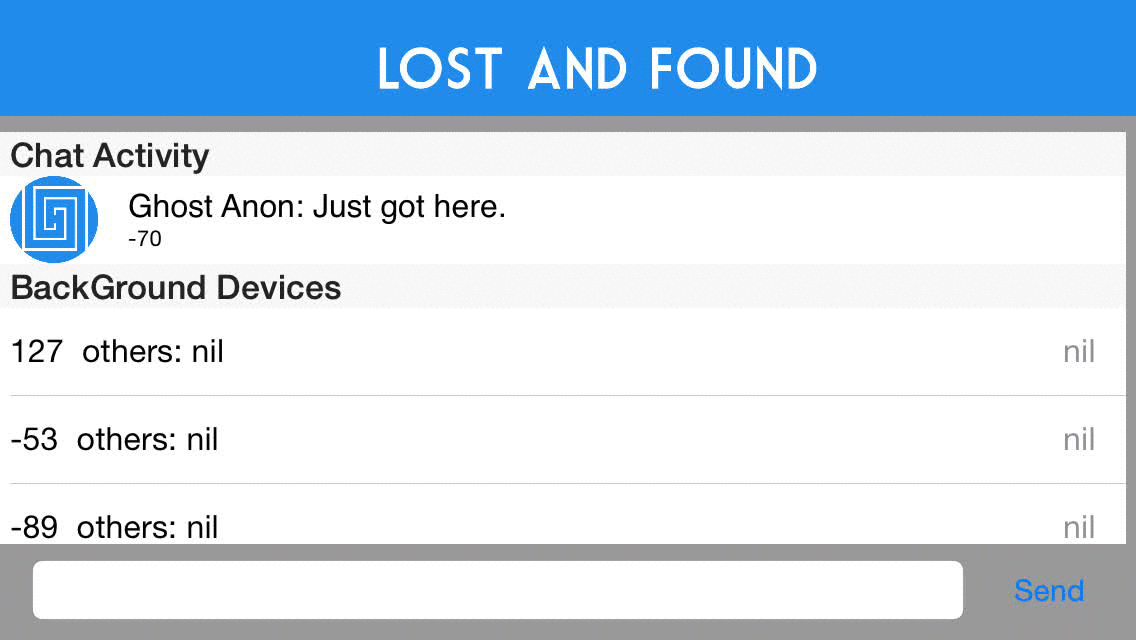 LOST AND FOUND
Chat Activity
Ghost Anon: Just got here.
-70
BackGround Devices
127 others: nil nil
-53 others: nil nil
-89 others: nil nil
Send